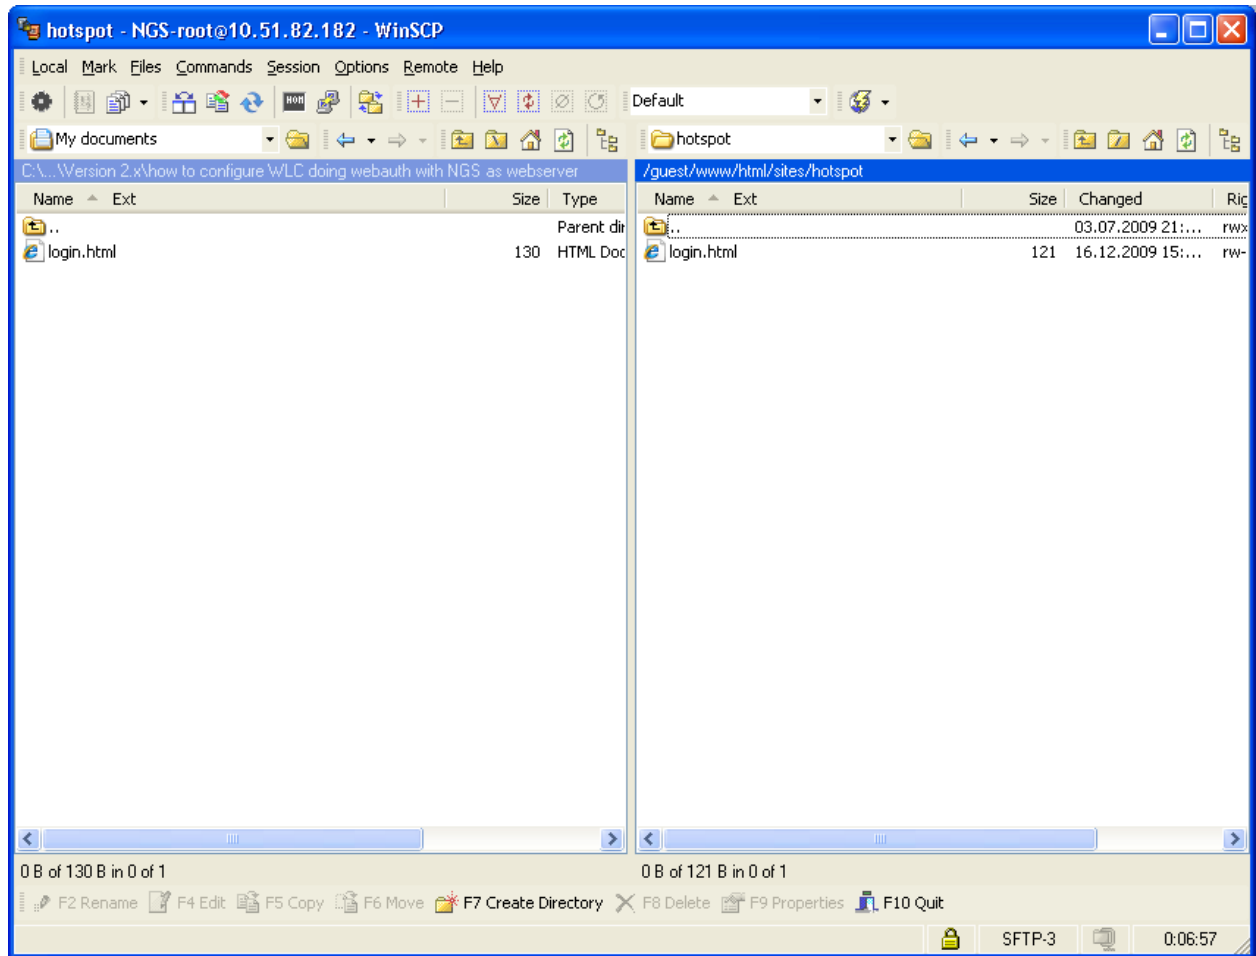 hotspot - NGS-root@10.51.82.182 - WinSCP
Local Mark Files Commands Session Options Remote Help
Default
My documents hotspot
C:\...\Version 2.x\how to configure WLC doing webauth with NGS as webserver /guest/www/html/sites/hotspot
Name Ext Size Type Name Ext Size Changed Rig
.. Parent dir .. 03.07.2009 21:... rwx
login.html 130 HTML Doc login.html 121 16.12.2009 15:... rw-
0 B of 130 B in 0 of 1 0 B of 121 B in 0 of 1
F2 Rename F4 Edit F5 Copy F6 Move F7 Create Directory F8 Delete F9 Properties F10 Quit
SFTP-3 0:06:57